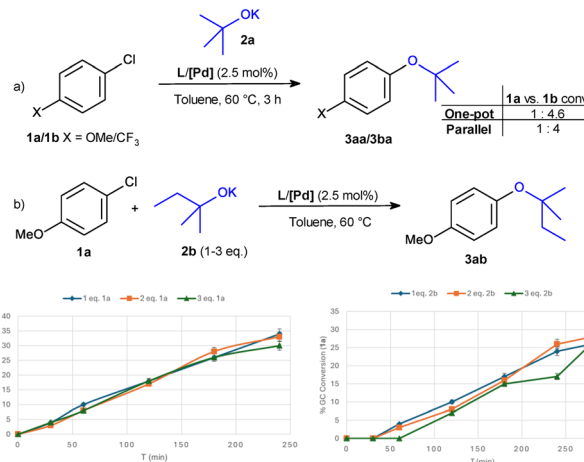 OK
2a
a)
Cl
X
1a/1b X = OMe/CF3
L/[Pd] (2.5 mol%)
Toluene, 60 °C, 3 h
O
X
3aa/3ba
1a vs. 1b conv
One-pot 1 : 4.6
Parallel 1 : 4
b)
Cl
MeO
1a
+
OK
2b (1-3 eq.)
L/[Pd] (2.5 mol%)
Toluene, 60 °C
O
MeO
3ab
1 eq. 1a 2 eq. 1a 3 eq. 1a
40
35
30
25
20
15
10
5
0
0 50 100 150 200 250
T (min)
1eq. 2b 2 eq. 2b 3 eq. 2b
% GC Conversion (1a)
35
30
25
20
15
10
5
0
0 50 100 150 200 250